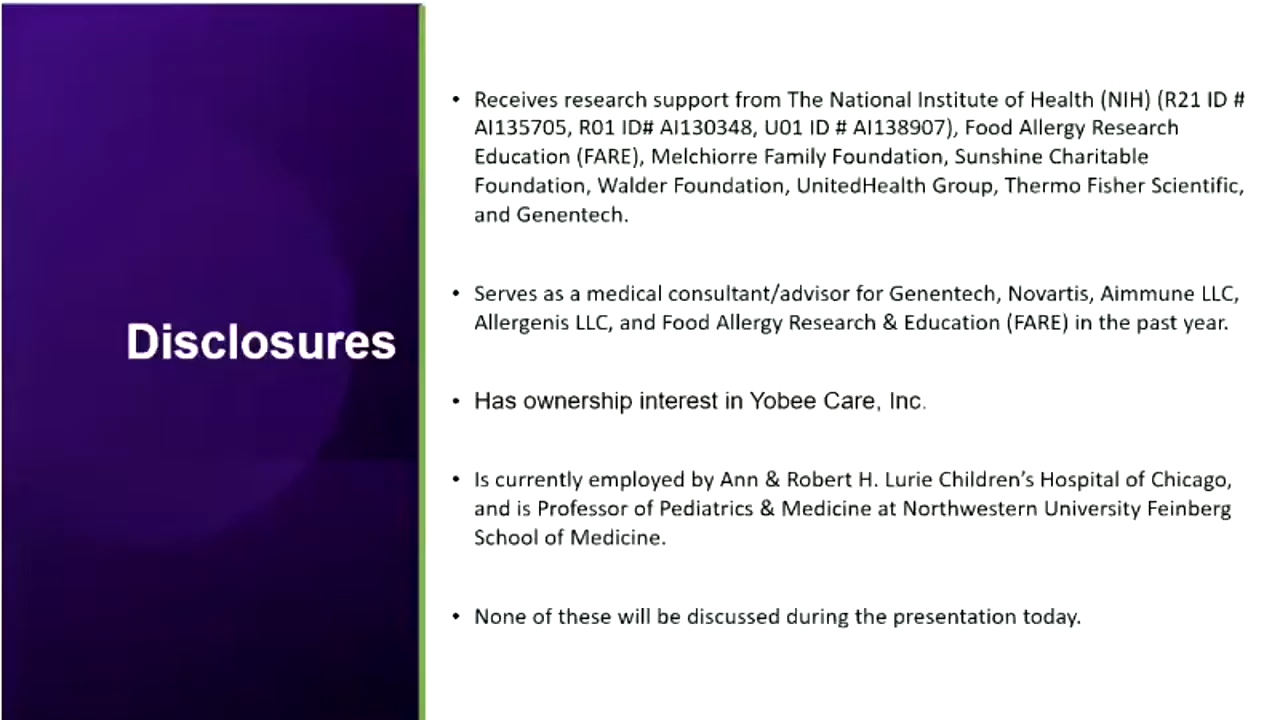 Disclosures
• Receives research support from The National Institute of Health (NIH) (R21 ID #
AI135705, R01 ID# AI130348, U01 ID # AI138907), Food Allergy Research
Education (FARE), Melchiorre Family Foundation, Sunshine Charitable
Foundation, Walder Foundation, UnitedHealth Group, Thermo Fisher Scientific,
and Genentech.
• Serves as a medical consultant/advisor for Genentech, Novartis, Aimmune LLC,
Allergenis LLC, and Food Allergy Research & Education (FARE) in the past year.
• Has ownership interest in Yobee Care, Inc.
• Is currently employed by Ann & Robert H. Lurie Children’s Hospital of Chicago,
and is Professor of Pediatrics & Medicine at Northwestern University Feinberg
School of Medicine.
• None of these will be discussed during the presentation today.